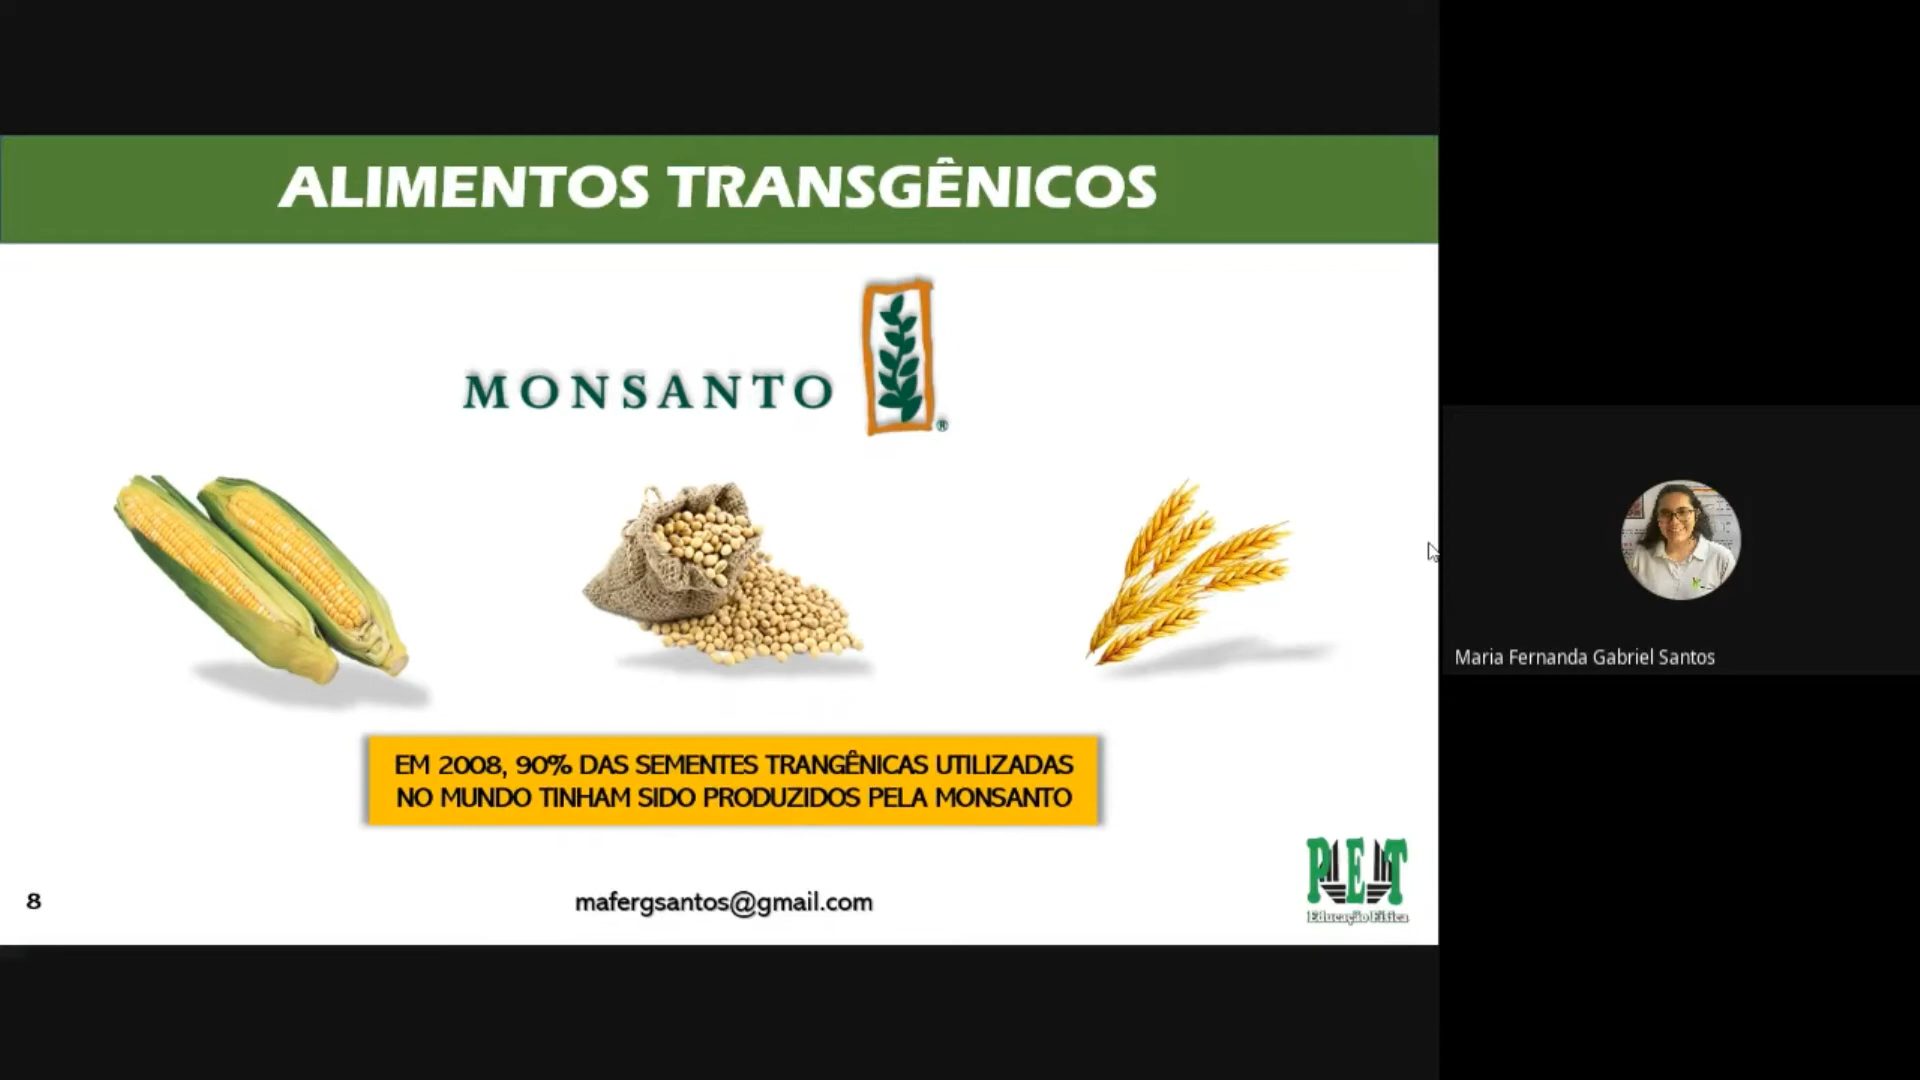 ALIMENTOS TRANSGÊNICOS
MONSANTO
®
EM 2008, 90% DAS SEMENTES TRANGÊNICAS UTILIZADAS
NO MUNDO TINHAM SIDO PRODUZIDOS PELA MONSANTO
8
mafergsantos@gmail.com
PET
Educação Física
Maria Fernanda Gabriel Santos